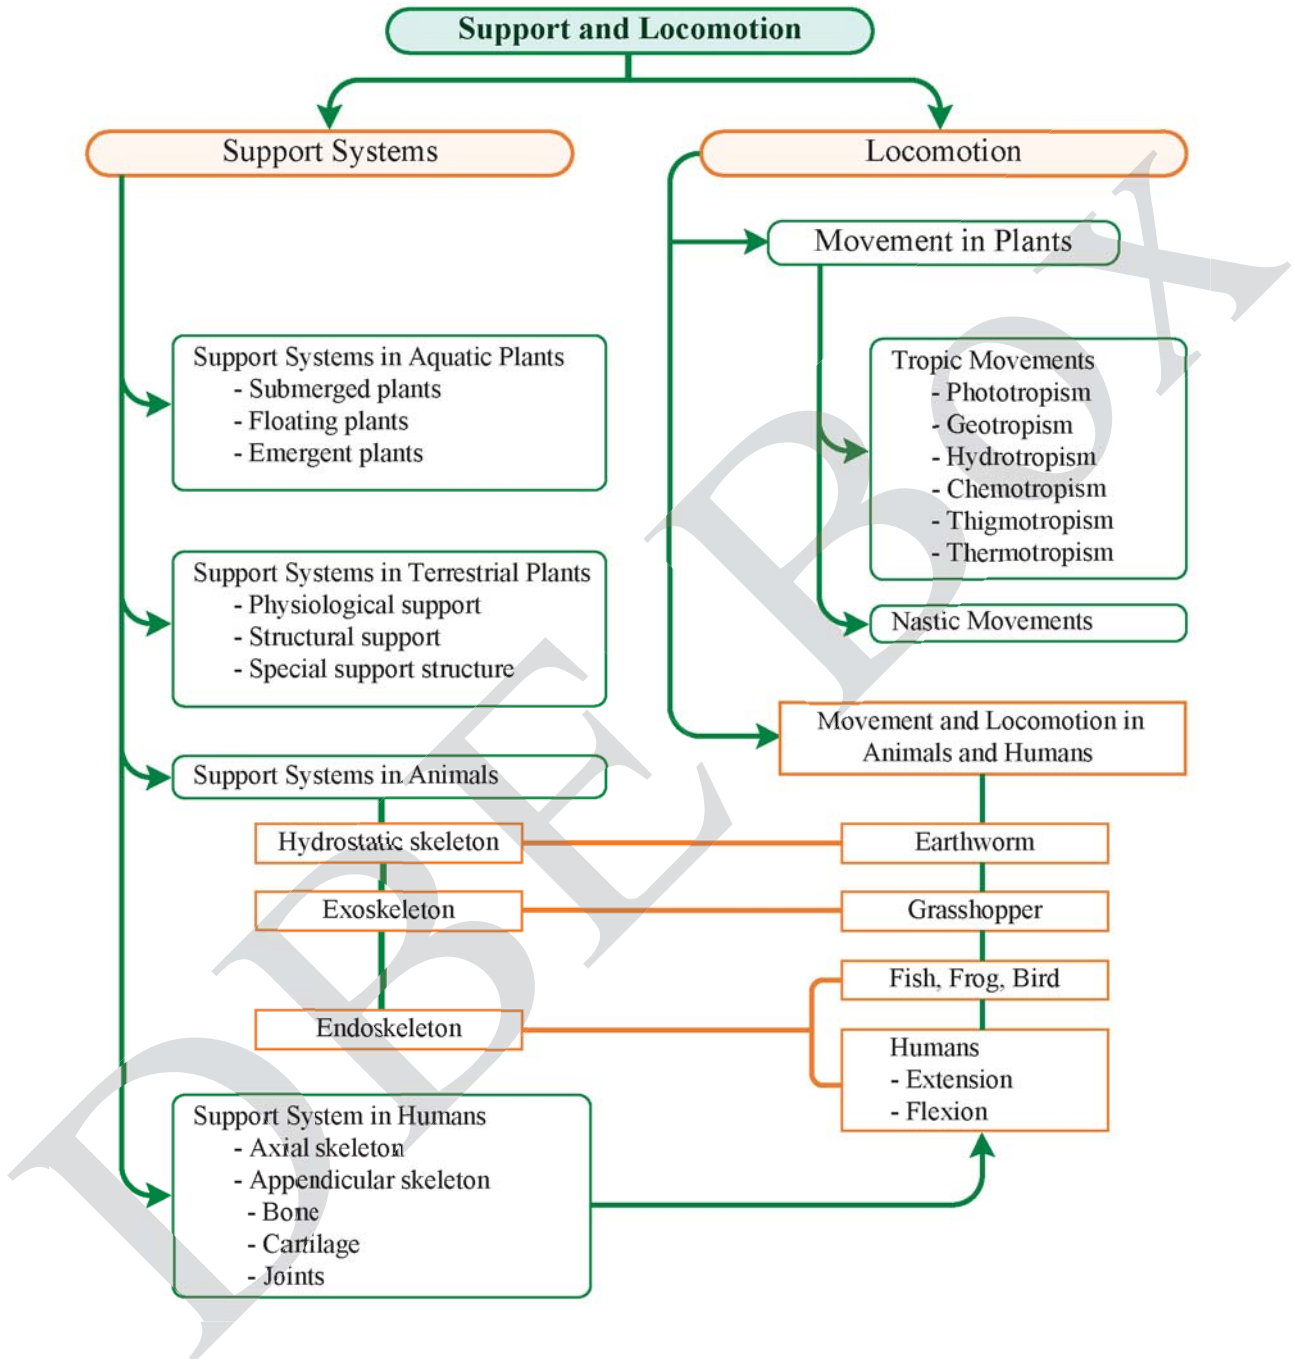 Support and Locomotion
Support Systems
Locomotion
Movement in Plants
Support Systems in Aquatic Plants
- Submerged plants
- Floating plants
- Emergent plants
Tropic Movements
- Phototropism
- Geotropism
- Hydrotropism
- Chemotropism
- Thigmotropism
- Thermotropism
Support Systems in Terrestrial Plants
- Physiological support
- Structural support
- Special support structure
Nastic Movements
Movement and Locomotion in
Animals and Humans
Support Systems in Animals
Hydrostatic skeleton
Earthworm
Exoskeleton
Grasshopper
Fish, Frog, Bird
Endoskeleton
Humans
- Extension
- Flexion
Support System in Humans
- Axial skeleton
- Appendicular skeleton
- Bone
- Cartilage
- Joints
DBE Box